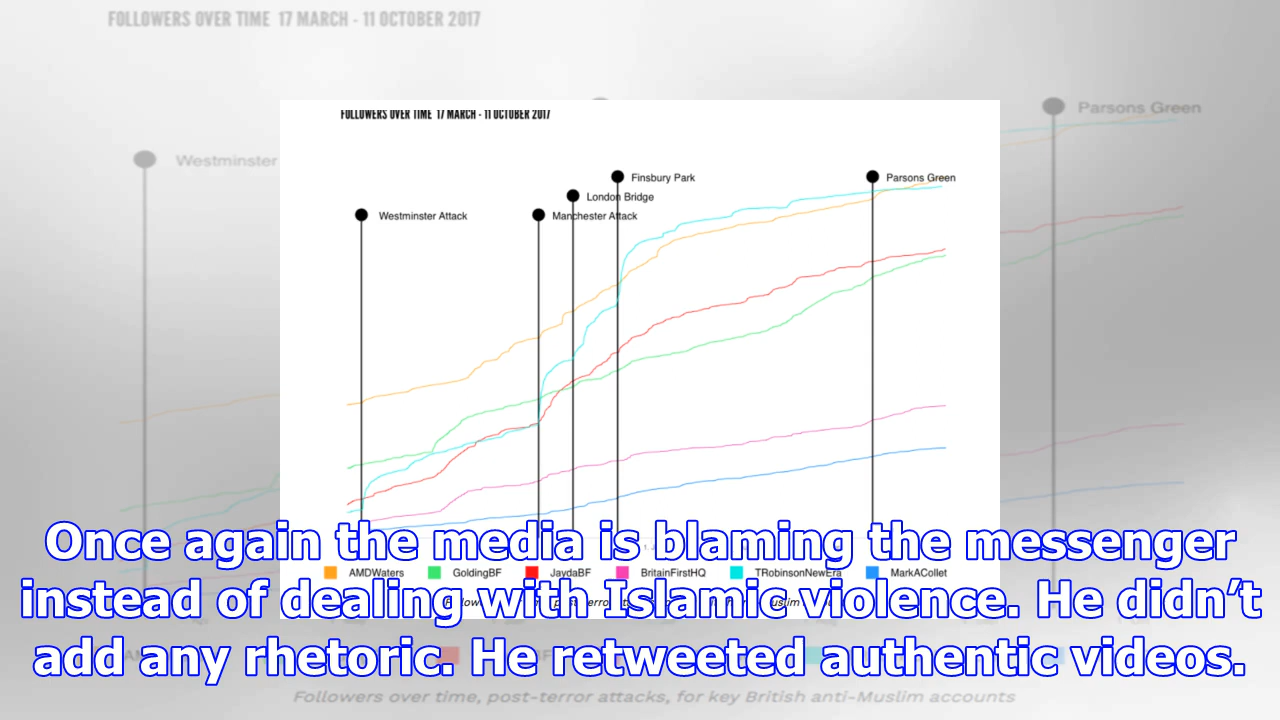 FOLLOWERS OVER TIME 17 MARCH - 11 OCTOBER 2017
Parsons Green
Westminster
FOLLOWERS OVER TIME 17 MARCH - 11 OCTOBER 2017
Finsbury Park
Parsons Green
London Bridge
Westminster Attack
Manchester Attack
Once again the media is blaming the messenger
AMDWaters GoldingBF JaydaBF BritainFirstHQ TRobinsonNewEra MarkACollet
instead of dealing with Islamic violence. He didn’t
add any rhetoric. He retweeted authentic videos.
Followers over time, post-terror attacks, for key British anti-Muslim accounts